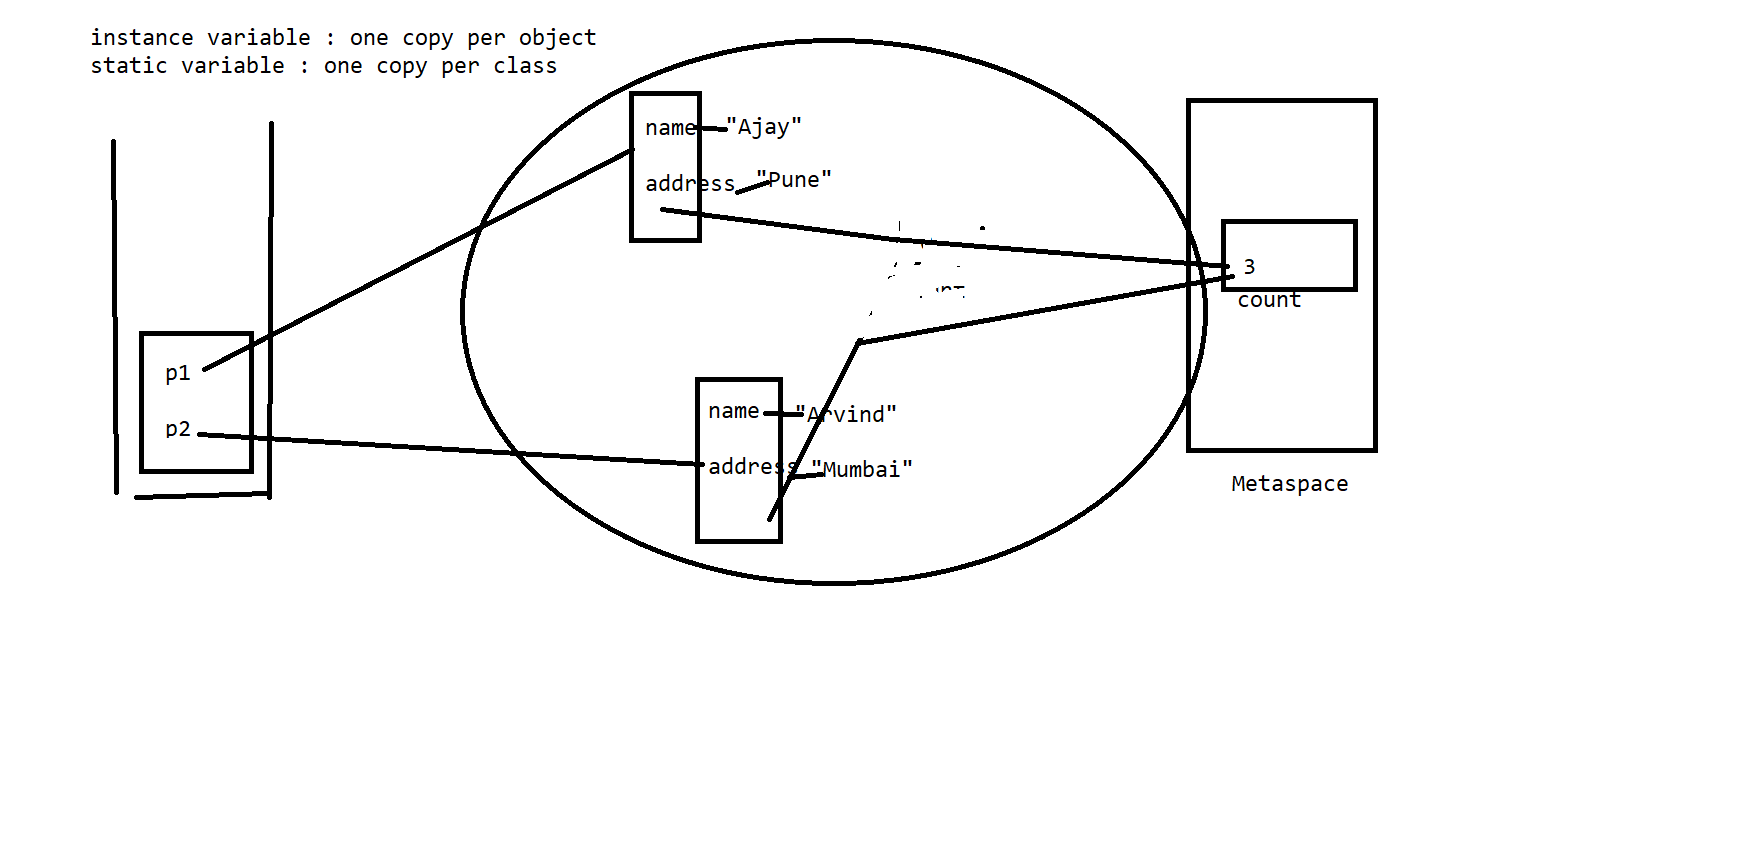 instance variable : one copy per object
static variable : one copy per class
name "Ajay"
address "Pune"
3
count
p1
p2
name "Arvind"
address "Mumbai"
Metaspace